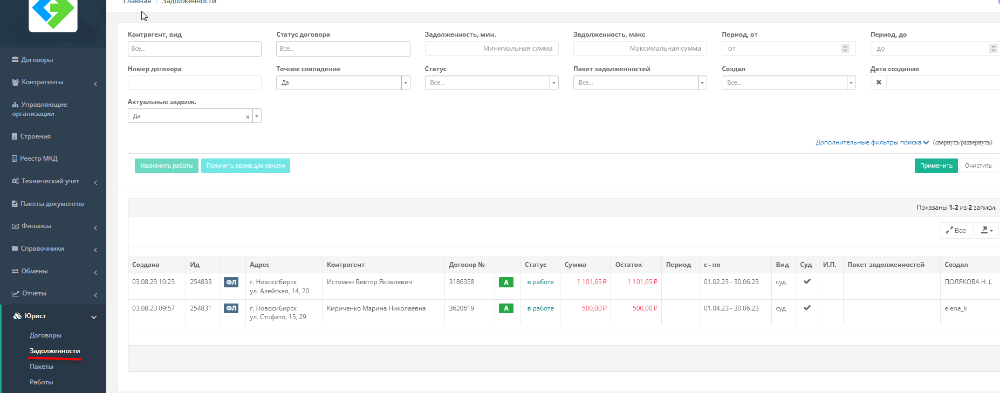 Главная / Задолженности
Договоры
Контрагенты
Управляющие
организации
Строения
Реестр МКД
Технический учет
Пакеты документов
Финансы
Справочники
Обмены
Отчеты
Юрист
Договоры
Задолженности
Пакеты
Работы
Контрагент, вид Статус договора Задолженность, мин. Задолженность, макс Период, от Период, до
Все... Все... Минимальная сумма Максимальная сумма от до
Номер договора Точное совпадение Статус Пакет задолженностей Создал Дата создания
Да Все... Все... Все...
Актуальные задолж.
Да
Дополнительные фильтры поиска (свернуть/развернуть)
Назначить работы Получить архив для печати Применить Очистить
Показаны 1-2 из 2 записи.
Все
Создана Ид Адрес Контрагент Договор № Статус Сумма Остаток Период с - по Вид Суд И.П. Пакет задолженностей Создал
03.08.23 10:23 254833 ФЛ г. Новосибирск Истомин Виктор Яковлевич 3186358 А в работе 1 101,65 ₽ 1 101,65 ₽ 01.02.23 - 30.06.23 суд ПОЛЯКОВА Н. (.
ул. Алейская, 14, 20
03.08.23 09:57 254831 ФЛ г. Новосибирск Кириченко Марина Николаевна 3620619 А в работе 500,00 ₽ 500,00 ₽ 01.04.23 - 30.06.23 суд elena_k
ул. Стофато, 15, 29